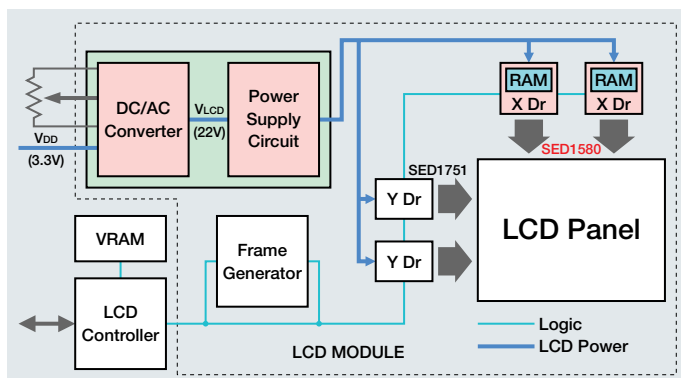 DC/AC
Converter
VLCD
(22V)
Power
Supply
Circuit
VDD
(3.3V)
RAM
X Dr
RAM
X Dr
SED1580
SED1751
Y Dr
Y Dr
LCD Panel
VRAM
Frame
Generator
LCD
Controller
LCD MODULE
Logic
LCD Power